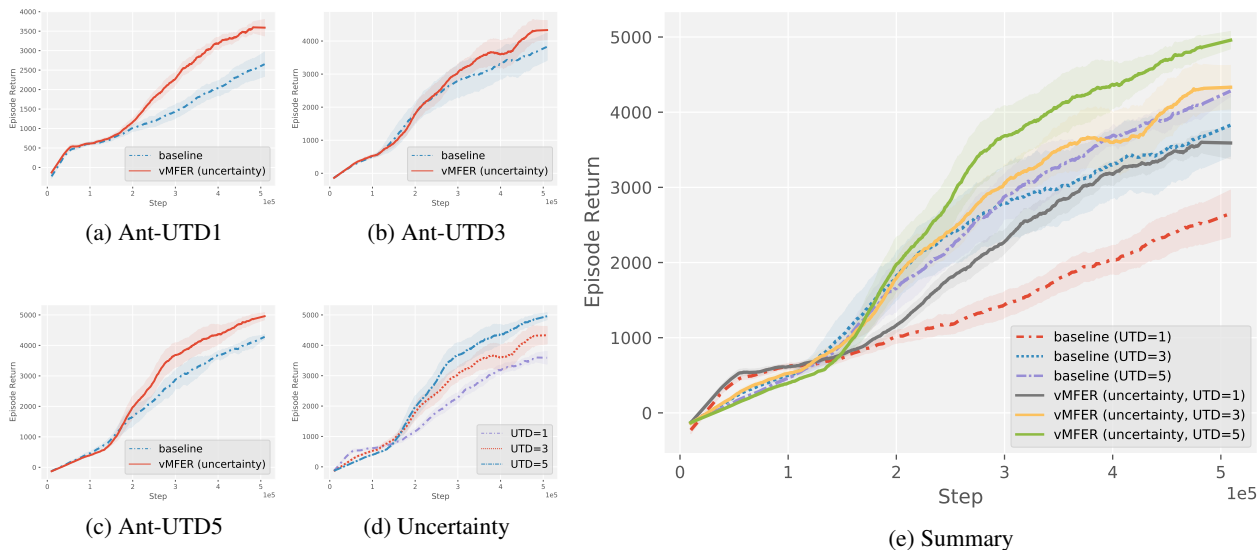 4000
3500
3000
2500
2000
1500
1000
500
0
Episode Return
baseline
vMFER (uncertainty)
0 1 2 3 4 5
Step
1e5
(a) Ant-UTD1
4000
3000
2000
1000
0
Episode Return
baseline
vMFER (uncertainty)
0 1 2 3 4 5
Step
1e5
(b) Ant-UTD3
5000
4000
3000
2000
1000
0
Episode Return
baseline
vMFER (uncertainty)
0 1 2 3 4 5
Step
1e5
(c) Ant-UTD5
5000
4000
3000
2000
1000
0
Episode Return
UTD=1
UTD=3
UTD=5
0 1 2 3 4 5
Step
1e5
(d) Uncertainty
5000
4000
3000
2000
1000
0
Episode Return
baseline (UTD=1)
baseline (UTD=3)
baseline (UTD=5)
vMFER (uncertainty, UTD=1)
vMFER (uncertainty, UTD=3)
vMFER (uncertainty, UTD=5)
0 1 2 3 4 5
Step
1e5
(e) Summary